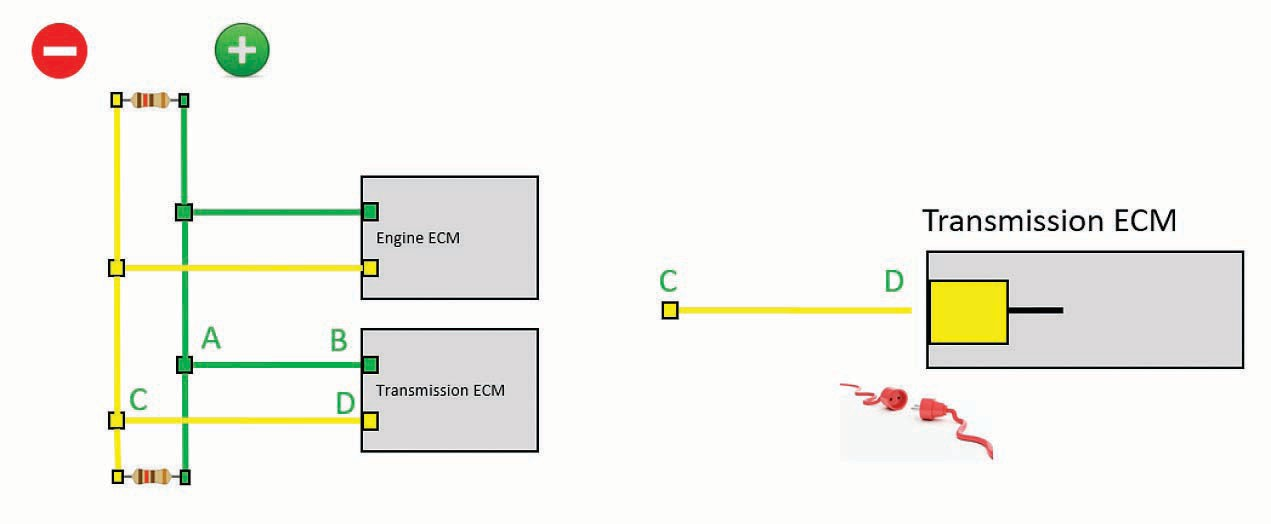 Engine ECM
A
B
Transmission ECM
C
D
Transmission ECM
C
D